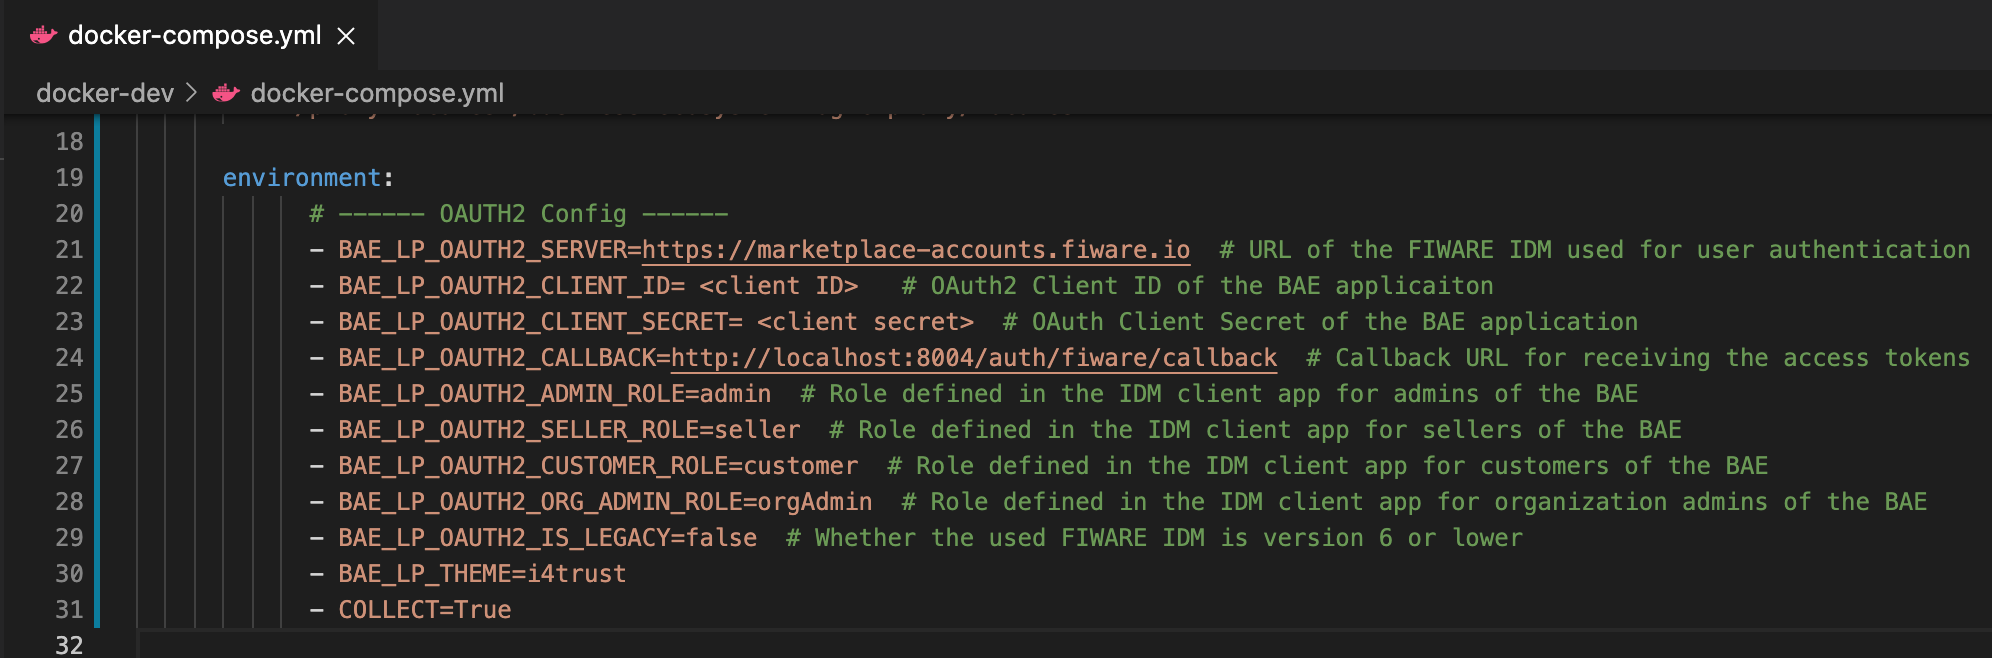 docker-compose.yml
docker-dev > docker-compose.yml
18
19 environment:
20 # —————— OAUTH2 Config ——————
21 - BAE_LP_OAUTH2_SERVER=https://marketplace-accounts.fiware.io # URL of the FIWARE IDM used for user authentication
22 - BAE_LP_OAUTH2_CLIENT_ID= <client ID> # OAuth2 Client ID of the BAE applicaiton
23 - BAE_LP_OAUTH2_CLIENT_SECRET= <client secret> # OAuth Client Secret of the BAE application
24 - BAE_LP_OAUTH2_CALLBACK=http://localhost:8004/auth/fiware/callback # Callback URL for receiving the access tokens
25 - BAE_LP_OAUTH2_ADMIN_ROLE=admin # Role defined in the IDM client app for admins of the BAE
26 - BAE_LP_OAUTH2_SELLER_ROLE=seller # Role defined in the IDM client app for sellers of the BAE
27 - BAE_LP_OAUTH2_CUSTOMER_ROLE=customer # Role defined in the IDM client app for customers of the BAE
28 - BAE_LP_OAUTH2_ORG_ADMIN_ROLE=orgAdmin # Role defined in the IDM client app for organization admins of the BAE
29 - BAE_LP_OAUTH2_IS_LEGACY=false # Whether the used FIWARE IDM is version 6 or lower
30 - BAE_LP_THEME=i4trust
31 - COLLECT=True
32